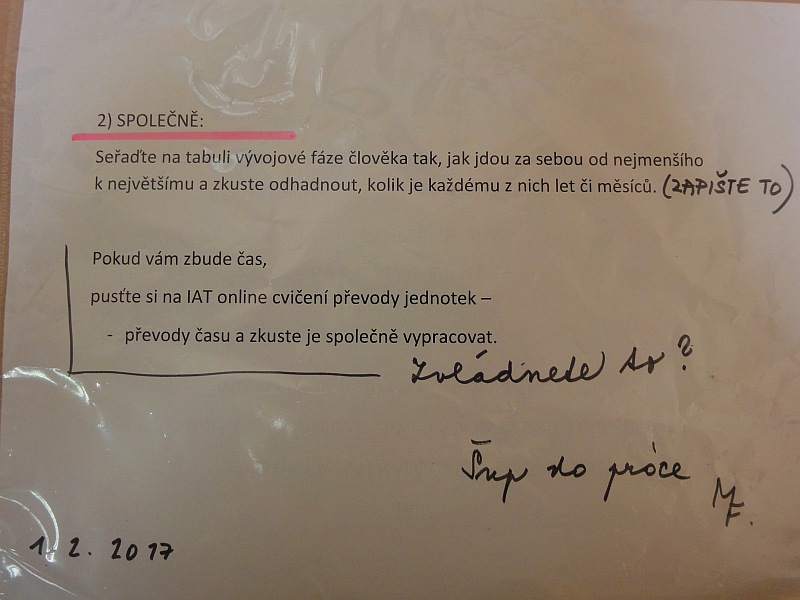 2) SPOLEČNĚ:
Seřaďte na tabuli vývojové fáze člověka tak, jak jdou za sebou od nejmenšího
k největšímu a zkuste odhadnout, kolik je každému z nich let či měsíců. (ZAPIŠTE TO)
Pokud vám zbude čas,
pusťte si na IAT online cvičení převody jednotek –
- převody času a zkuste je společně vypracovat.
Zvládnete to?
Šup do práce
MF.
1. 2. 2017